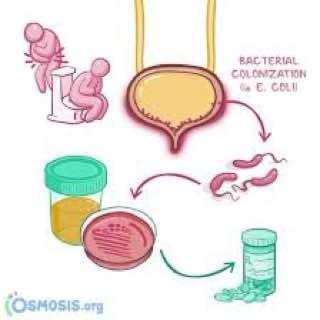 BACTERIAL
COLONIZATION
(ie E. COLI)
OSMOSIS.org